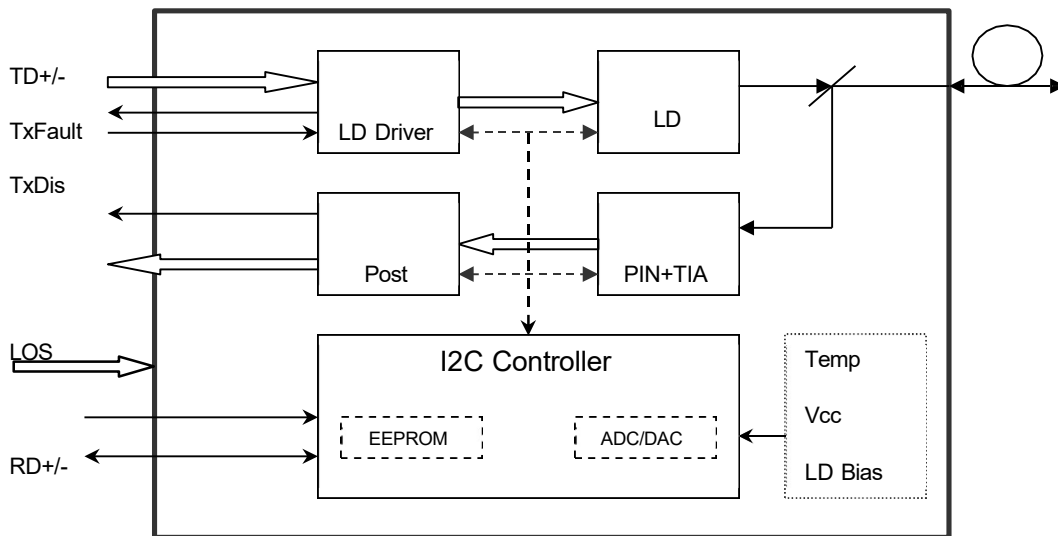 TD+/-
TxFault
TxDis
LOS
RD+/-
LD Driver
LD
Post
PIN+TIA
I2C Controller
EEPROM
ADC/DAC
Temp
Vcc
LD Bias